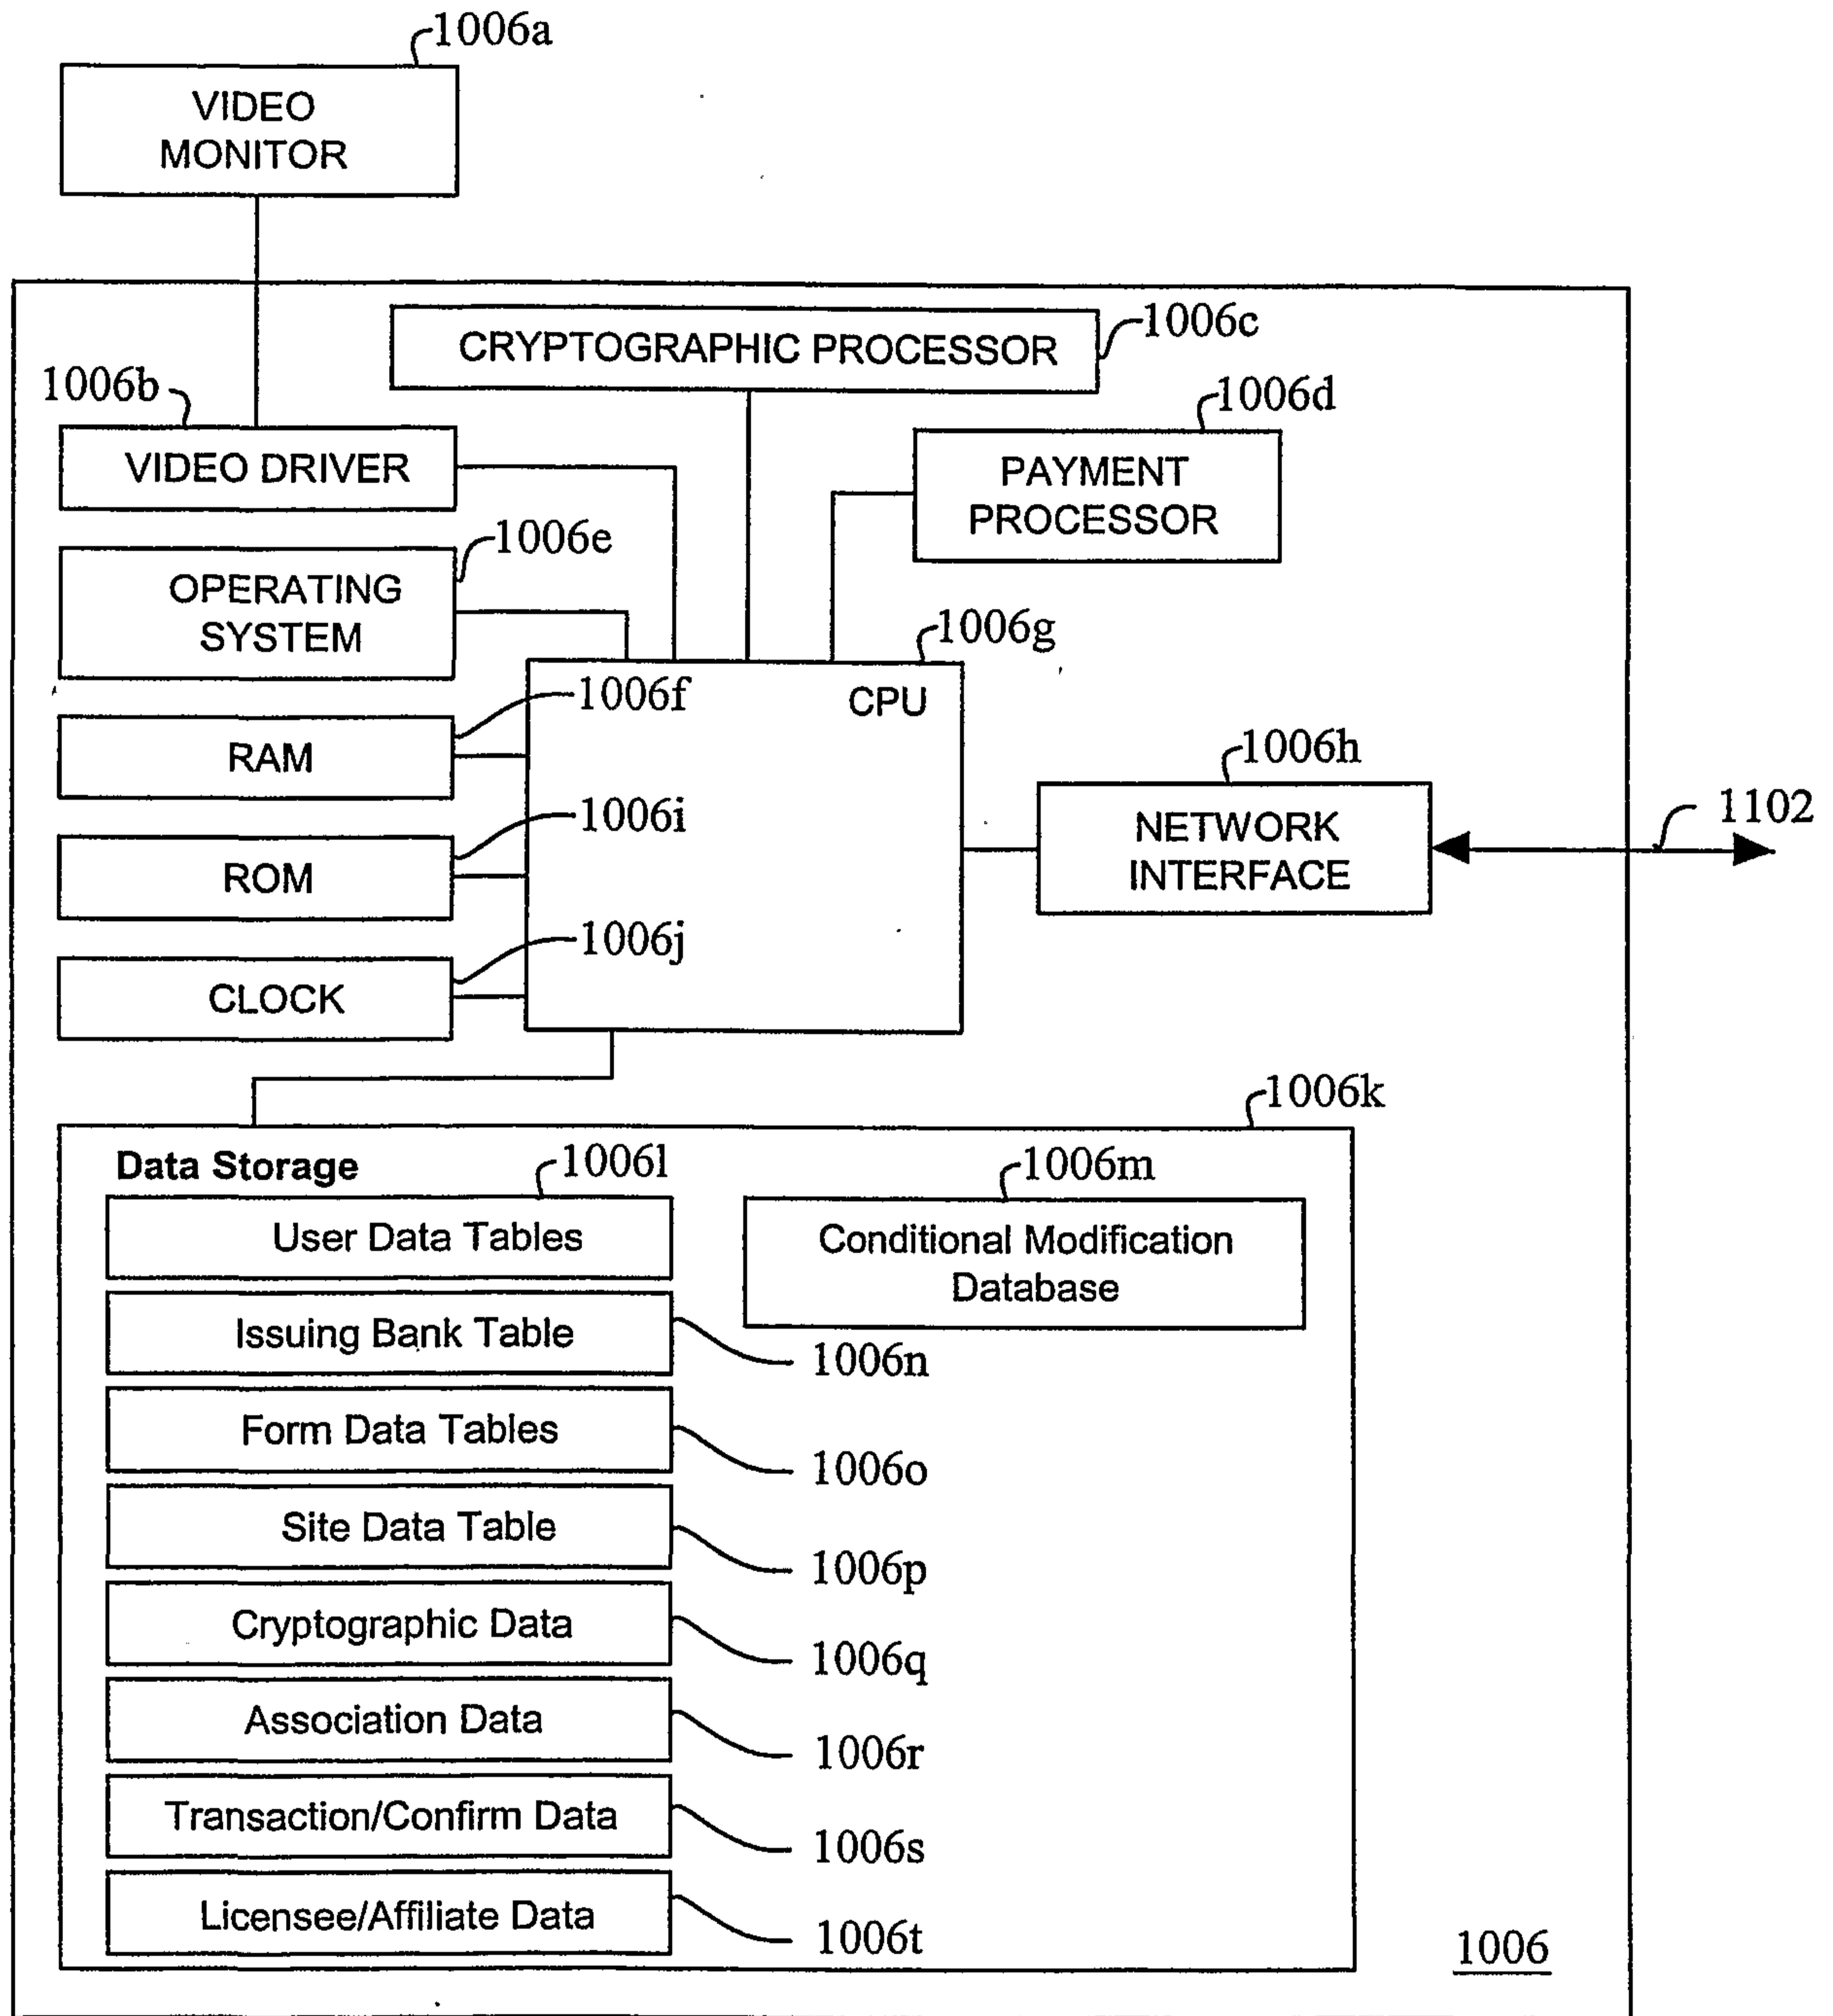 1006a
VIDEO
MONITOR
CRYPTOGRAPHIC PROCESSOR
1006c
1006b
1006d
VIDEO DRIVER
PAYMENT
PROCESSOR
1006e
OPERATING
SYSTEM
1006g
1006f
CPU
RAM
1006h
1006i
NETWORK
INTERFACE
1102
ROM
1006j
CLOCK
1006k
Data Storage
1006l
1006m
User Data Tables
Conditional Modification
Database
Issuing Bank Table
1006n
Form Data Tables
1006o
Site Data Table
1006p
Cryptographic Data
1006q
Association Data
1006r
Transaction/Confirm Data
1006s
Licensee/Affiliate Data
1006t
1006